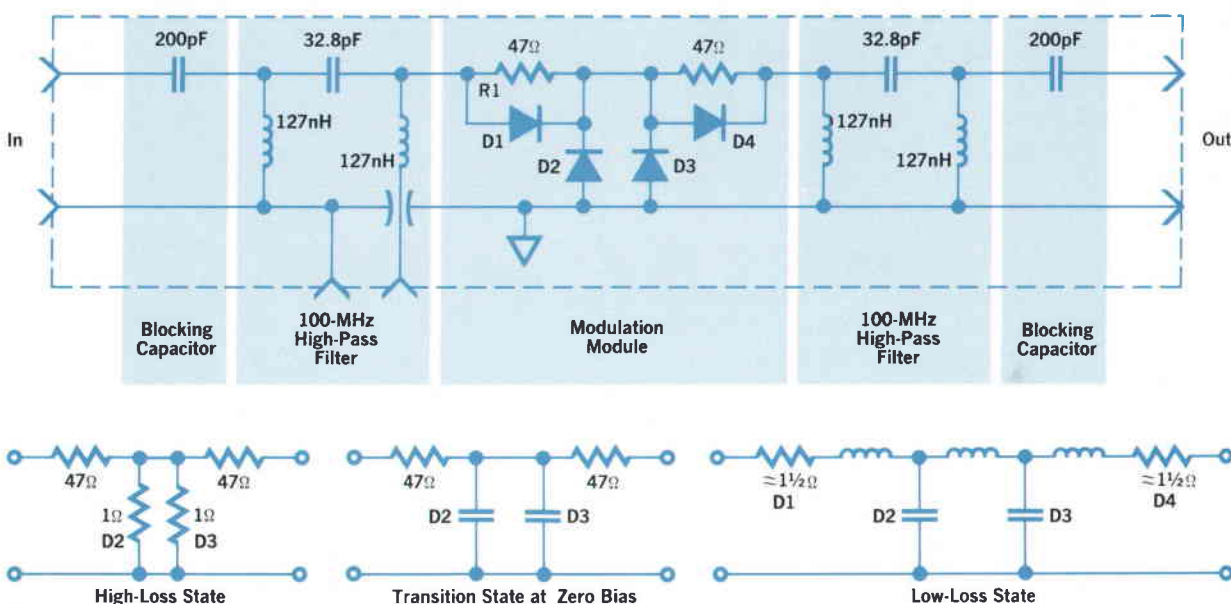 200pF
32.8pF
47Ω
47Ω
32.8pF
200pF
R1
127nH
D1
D4
127nH
In
Out
127nH
D2
D3
127nH
Blocking
Capacitor
100-MHz
High-Pass
Filter
Modulation
Module
100-MHz
High-Pass
Filter
Blocking
Capacitor
47Ω
47Ω
1Ω
D2
1Ω
D3
High-Loss State
47Ω
47Ω
D2
D3
Transition State at Zero Bias
≈1½Ω
D1
≈1½Ω
D4
D2
D3
Low-Loss State